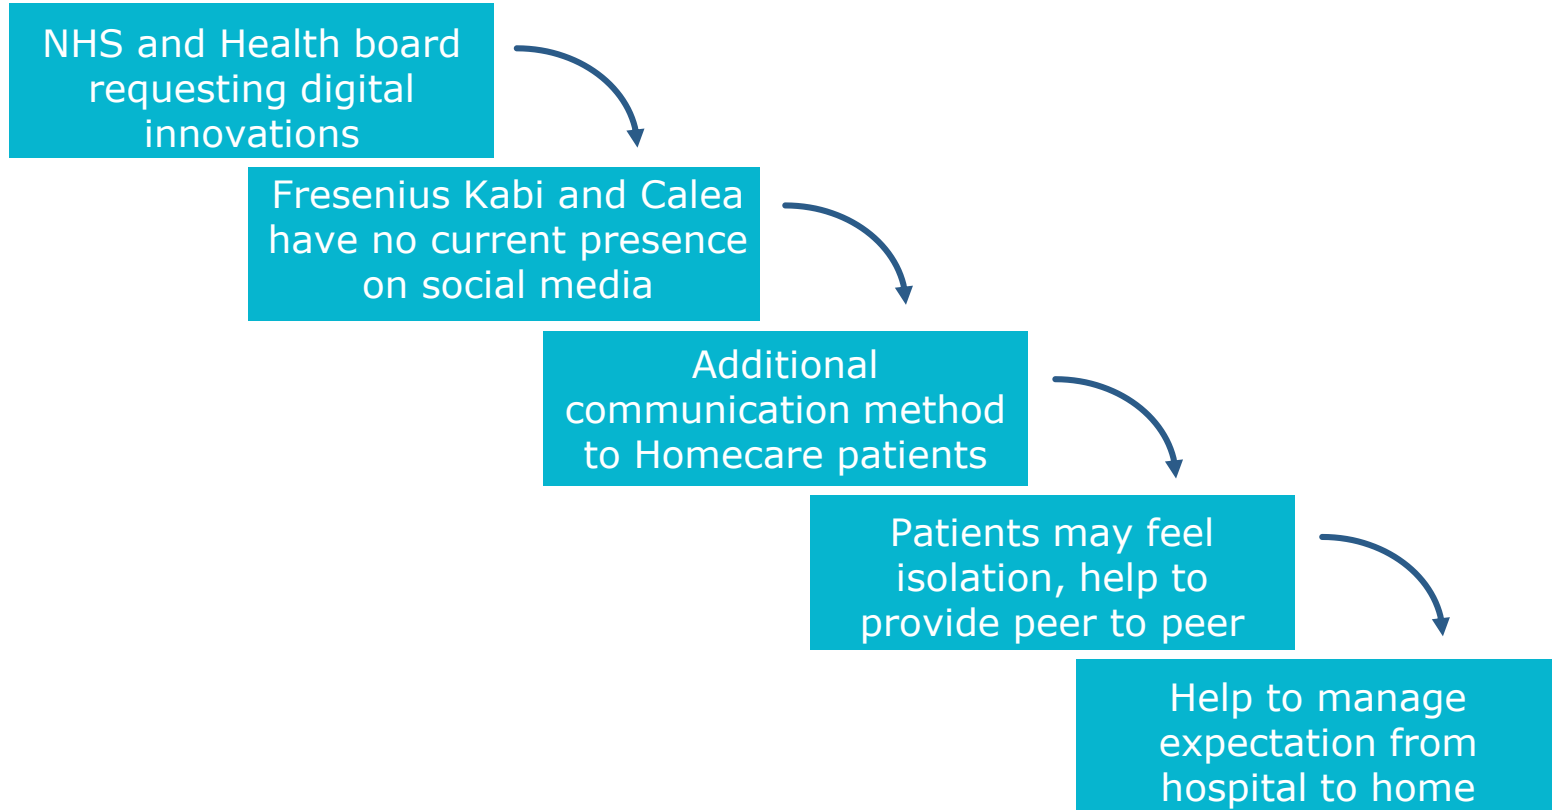 NHS and Health board
requesting digital
innovations
Fresenius Kabi and Calea
have no current presence
on social media
Additional
communication method
to Homecare patients
Patients may feel
isolation, help to
provide peer to peer
Help to manage
expectation from
hospital to home